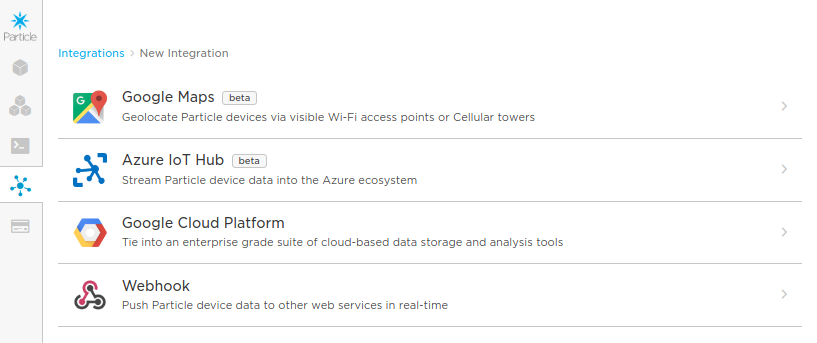 Particle
Integrations › New Integration
Google Maps beta
Geolocate Particle devices via visible Wi-Fi access points or Cellular towers
Azure IoT Hub beta
Stream Particle device data into the Azure ecosystem
Google Cloud Platform
Tie into an enterprise grade suite of cloud-based data storage and analysis tools
Webhook
Push Particle device data to other web services in real-time